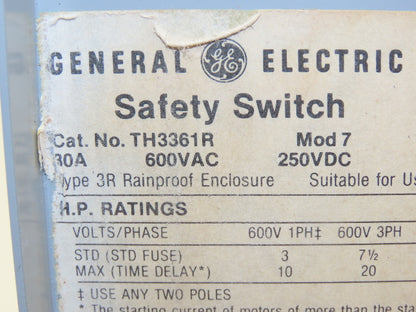 GENERAL GE ELECTRIC
Safety Switch
Cat. No. TH3361R Mod 7
30A 600VAC 250VDC
Type 3R Rainproof Enclosure Suitable for
H.P. RATINGS
VOLTS/PHASE 600V 1PH‡ 600V 3PH
STD (STD FUSE) 3 7½
MAX (TIME DELAY*) 10 20
‡ USE ANY TWO POLES
* The starting current of motors of more than the